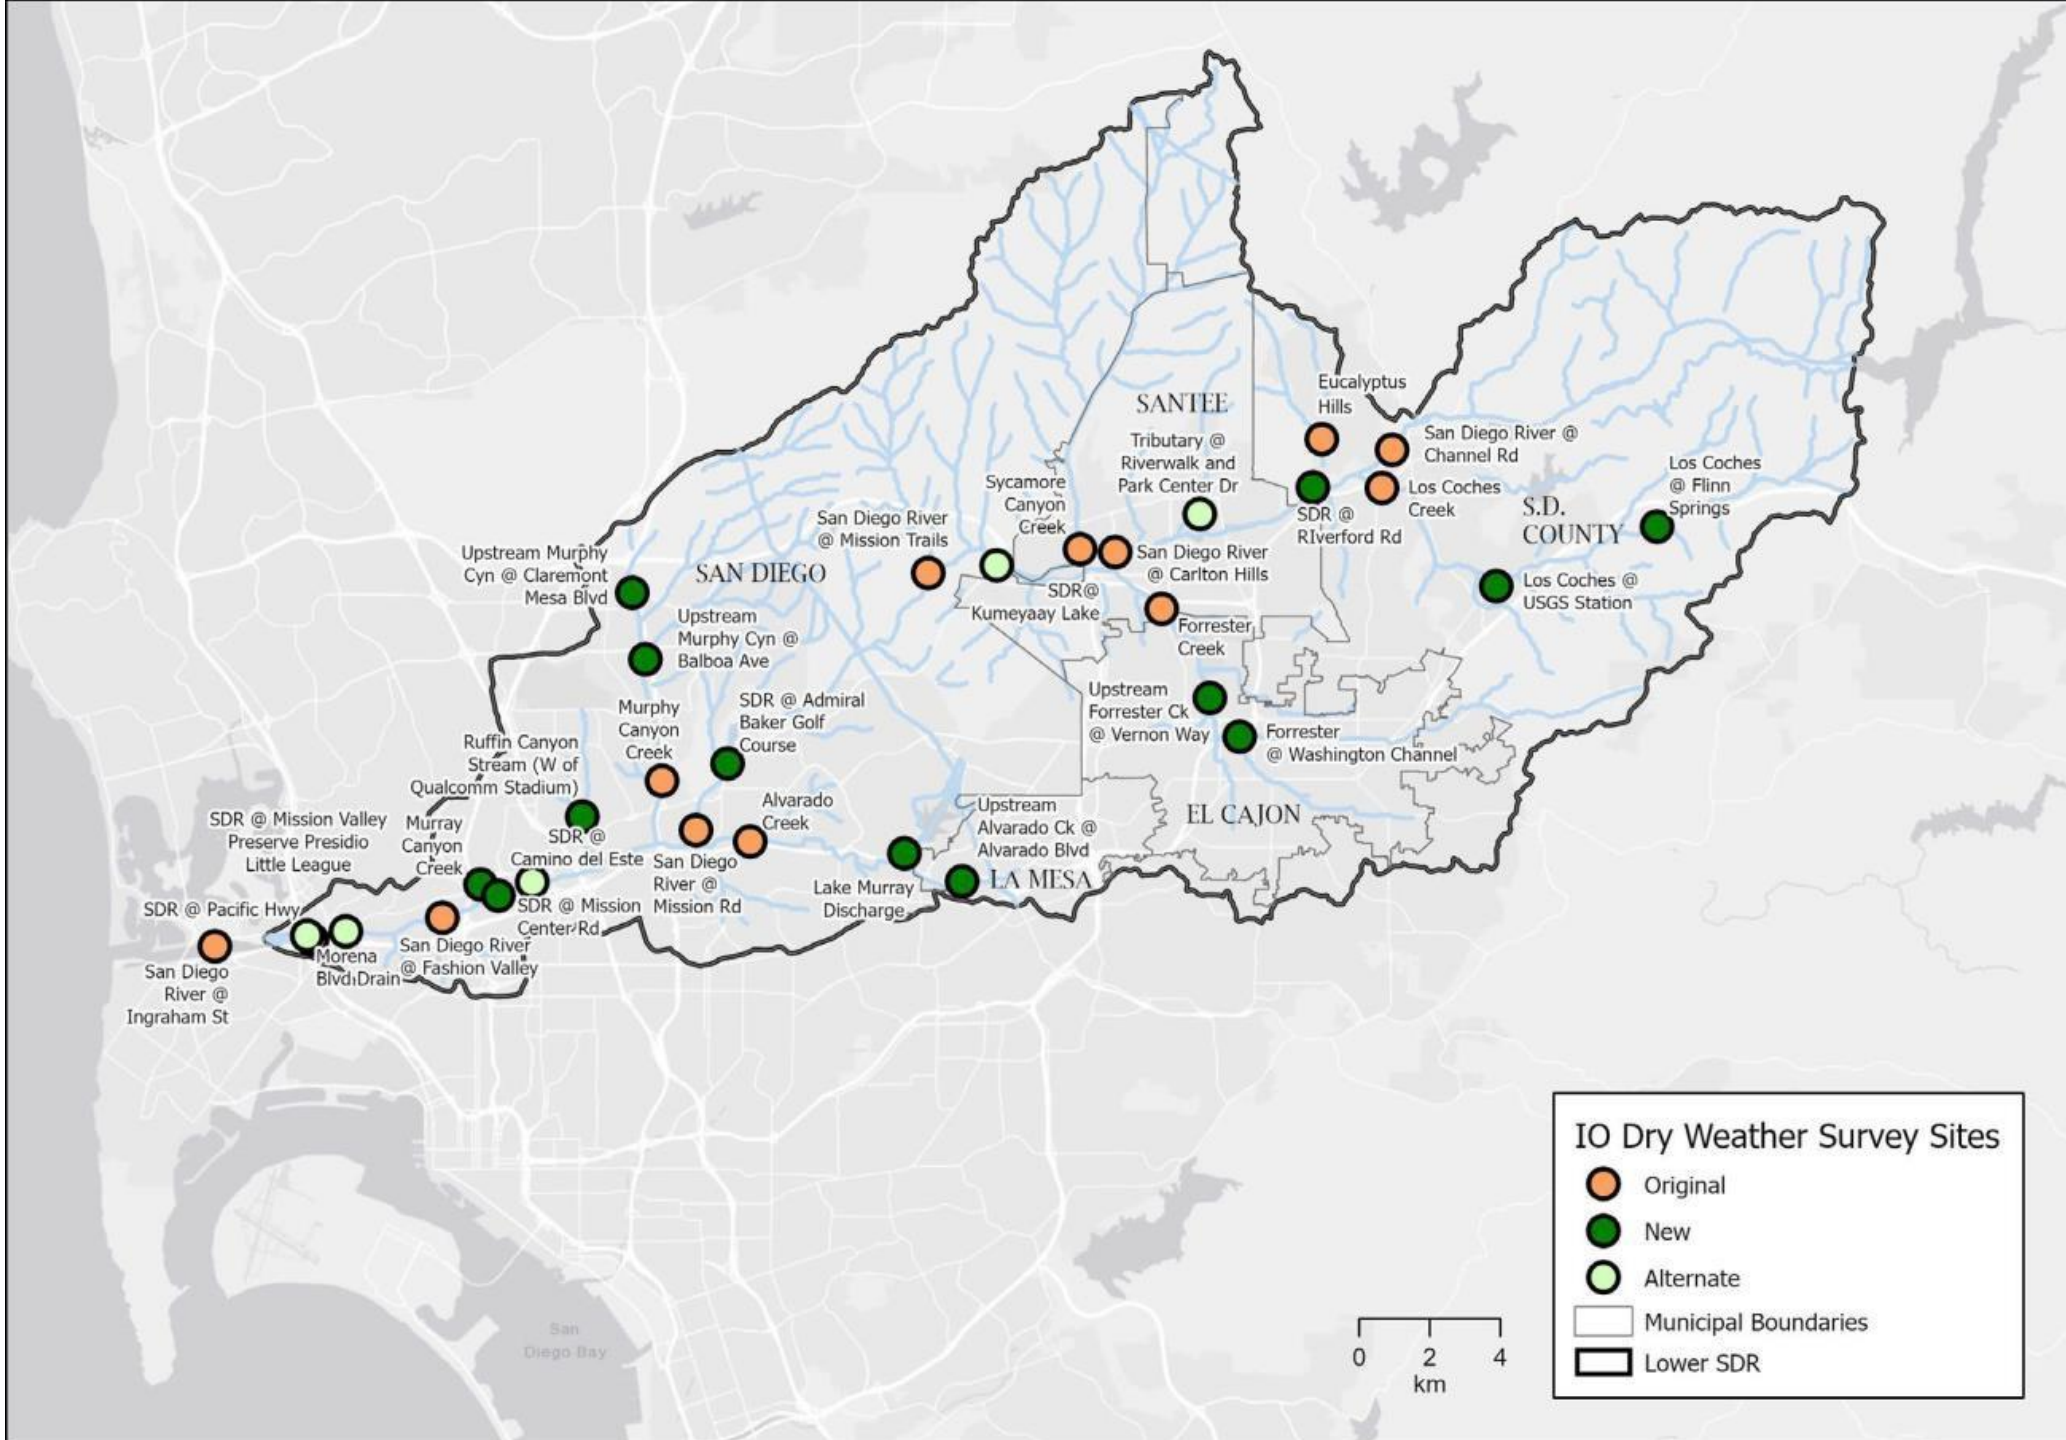 Eucalyptus
Hills
SANTEE
San Diego River @
Channel Rd
Tributary @
Riverwalk and
Park Center Dr
Los Coches
@ Flinn
Springs
Sycamore
Canyon
Creek
Los Coches
Creek
S.D.
COUNTY
San Diego River
@ Mission Trails
SDR @
RIverford Rd
Upstream Murphy
Cyn @ Claremont
Mesa Blvd
SAN DIEGO
San Diego River
@ Carlton Hills
SDR@
Kumeyaay Lake
Los Coches @
USGS Station
Upstream
Murphy Cyn @
Balboa Ave
Forrester
Creek
Murphy
Canyon
Creek
SDR @ Admiral
Baker Golf
Course
Upstream
Forrester Ck
@ Vernon Way
Forrester
@ Washington Channel
Ruffin Canyon
Stream (W of
Qualcomm Stadium)
Alvarado
Creek
Upstream
Alvarado Ck @
Alvarado Blvd
EL CAJON
SDR @ Mission Valley
Preserve Presidio
Little League
Murray
Canyon
Creek
SDR @
Camino del Este
San Diego
River @
Mission Rd
Lake Murray
Discharge
LA MESA
SDR @ Pacific Hwy
SDR @ Mission
Center Rd
San Diego River
@ Fashion Valley
Morena
Blvd Drain
San Diego
River @
Ingraham St
San
Diego Bay
0 2 4
km
IO Dry Weather Survey Sites
Original
New
Alternate
Municipal Boundaries
Lower SDR